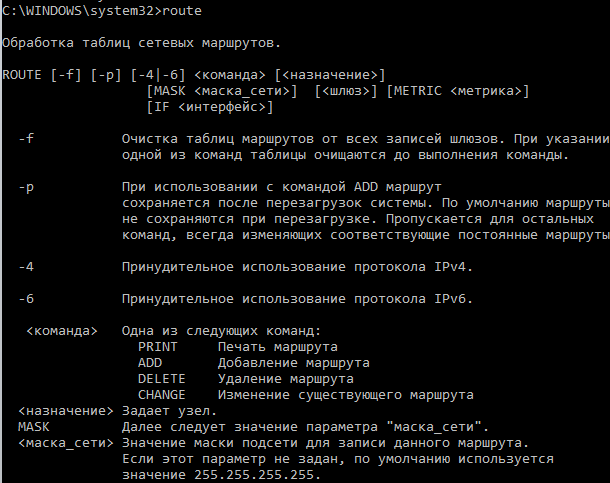 C:\WINDOWS\system32>route
Обработка таблиц сетевых маршрутов.
ROUTE [-f] [-p] [-4|-6] <команда> [<назначение>]
[MASK <маска_сети>] [<шлюз>] [METRIC <метрика>]
[IF <интерфейс>]
-f Очистка таблиц маршрутов от всех записей шлюзов. При указании
одной из команд таблицы очищаются до выполнения команды.
-p При использовании с командой ADD маршрут
сохраняется после перезагрузок системы. По умолчанию маршруты
не сохраняются при перезагрузке. Пропускается для остальных
команд, всегда изменяющих соответствующие постоянные маршруты
-4 Принудительное использование протокола IPv4.
-6 Принудительное использование протокола IPv6.
<команда> Одна из следующих команд:
PRINT Печать маршрута
ADD Добавление маршрута
DELETE Удаление маршрута
CHANGE Изменение существующего маршрута
<назначение> Задает узел.
MASK Далее следует значение параметра "маска_сети".
<маска_сети> Значение маски подсети для записи данного маршрута.
Если этот параметр не задан, по умолчанию используется
значение 255.255.255.255.